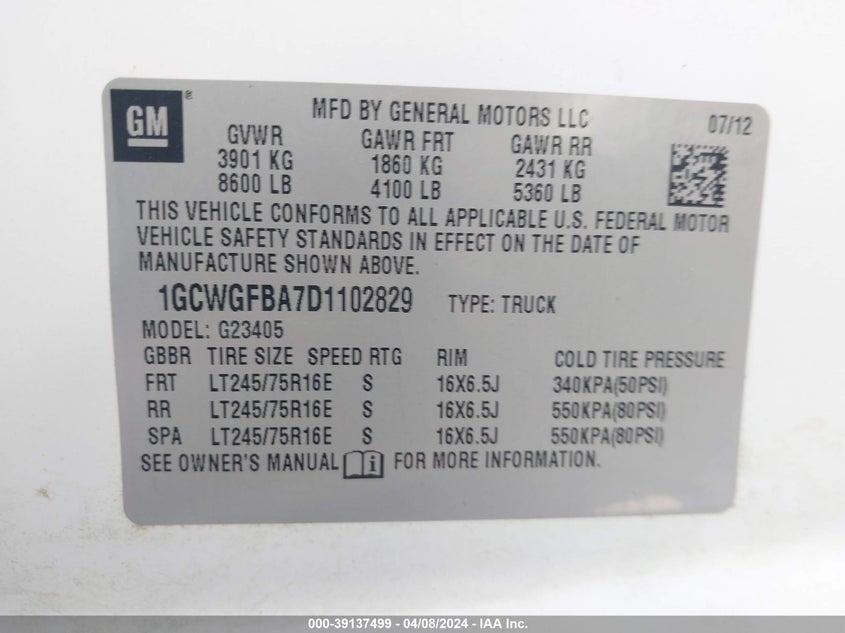 GM®
MFD BY GENERAL MOTORS LLC 07/12
GVWR GAWR FRT GAWR RR
3901 KG 1860 KG 2431 KG
8600 LB 4100 LB 5360 LB
THIS VEHICLE CONFORMS TO ALL APPLICABLE U.S. FEDERAL MOTOR
VEHICLE SAFETY STANDARDS IN EFFECT ON THE DATE OF
MANUFACTURE SHOWN ABOVE.
1GCWGFBA7D1102829 TYPE: TRUCK
MODEL: G23405
GBBR TIRE SIZE SPEED RTG RIM COLD TIRE PRESSURE
FRT LT245/75R16E S 16X6.5J 340KPA(50PSI)
RR LT245/75R16E S 16X6.5J 550KPA(80PSI)
SPA LT245/75R16E S 16X6.5J 550KPA(80PSI)
SEE OWNER'S MANUAL i FOR MORE INFORMATION.
000-39137499 - 04/08/2024 - IAA Inc.